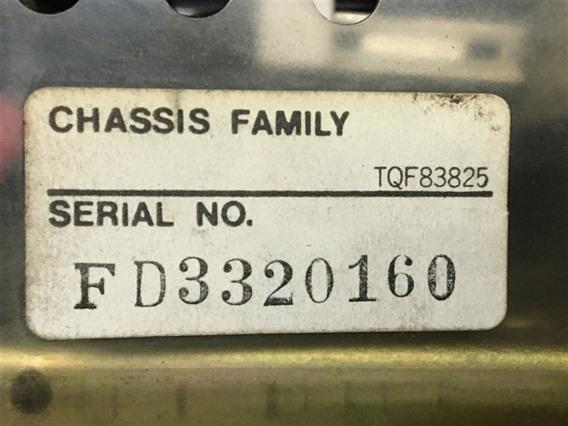 CHASSIS FAMILY
TQF83825
SERIAL NO.
FD3320160